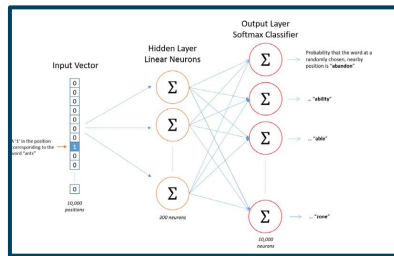 Output Layer
Softmax Classifier
Hidden Layer
Linear Neurons
Input Vector
0
0
0
0
0
0
0
1
0
0
0
10,000
positions
A '1' in the position
corresponding to the
word "ants"
Σ
Σ
Σ
300 neurons
Σ
Σ
Σ
Σ
10,000
neurons
Probability that the word at a
randomly chosen, nearby
position is "abandon"
... "ability"
... "able"
... "zone"